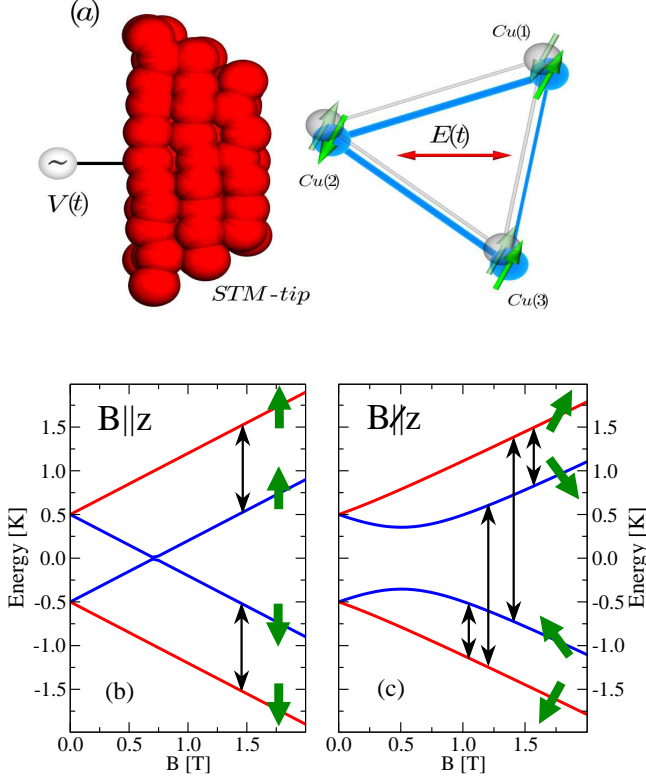 (a)
Cu(1)
~
V(t)
E(t)
Cu(2)
STM-tip
Cu(3)
B∥z
B∦z
1.5
1.0
0.5
0.0
-0.5
-1.0
-1.5
Energy [K]
(b)
0.0 0.5 1.0 1.5
B [T]
1.5
1.0
0.5
0.0
-0.5
-1.0
-1.5
Energy [K]
(c)
0.0 0.5 1.0 1.5
B [T]